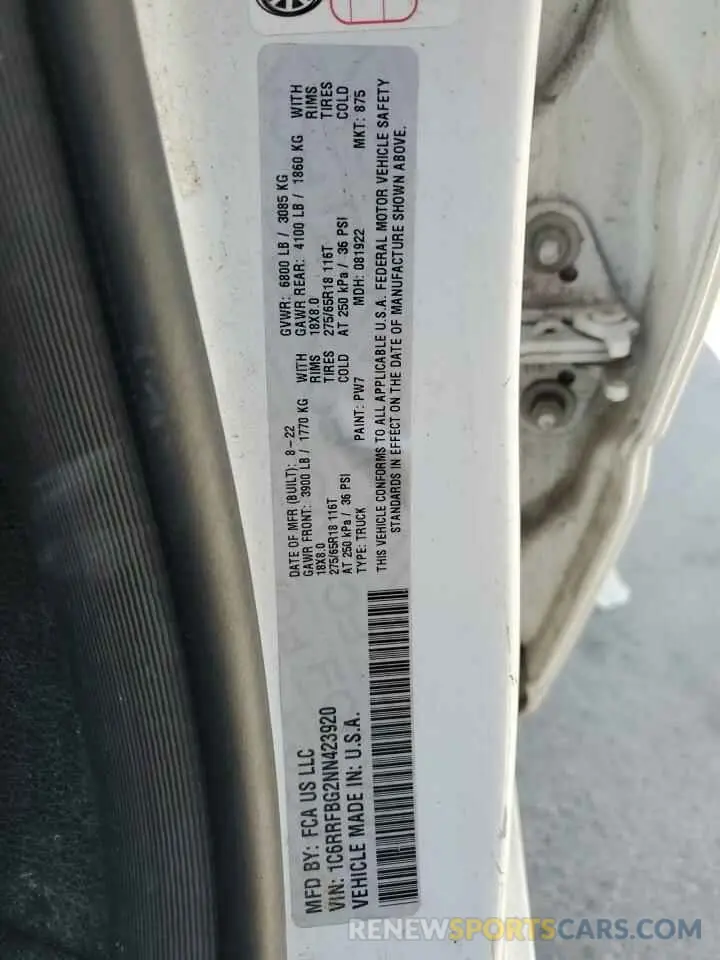 MFD BY: FCA US LLC
VIN: 1C6RRFBG2NN423920
VEHICLE MADE IN: U.S.A.
DATE OF MFR (BUILT): 8-22
GAWR FRONT: 3900 LB / 1770 KG WITH
18X8.0 RIMS
275/65R18 116T TIRES
AT 250 kPa / 36 PSI COLD
TYPE: TRUCK PAINT: PW7 MDH: 081922 MKT: 875
GVWR: 6800 LB / 3085 KG
GAWR REAR: 4100 LB / 1860 KG WITH
18X8.0 RIMS
275/65R18 116T TIRES
AT 250 kPa / 36 PSI COLD
THIS VEHICLE CONFORMS TO ALL APPLICABLE U.S.A. FEDERAL MOTOR VEHICLE SAFETY
STANDARDS IN EFFECT ON THE DATE OF MANUFACTURE SHOWN ABOVE.
RENEWSPORTSCARS.COM